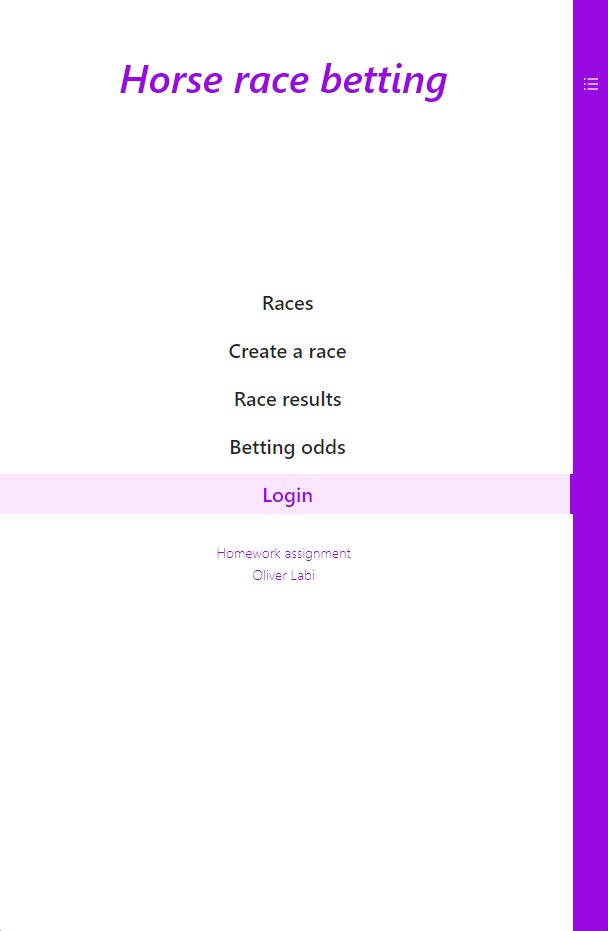 Horse race betting
Races
Create a race
Race results
Betting odds
Login
Homework assignment
Oliver Labi